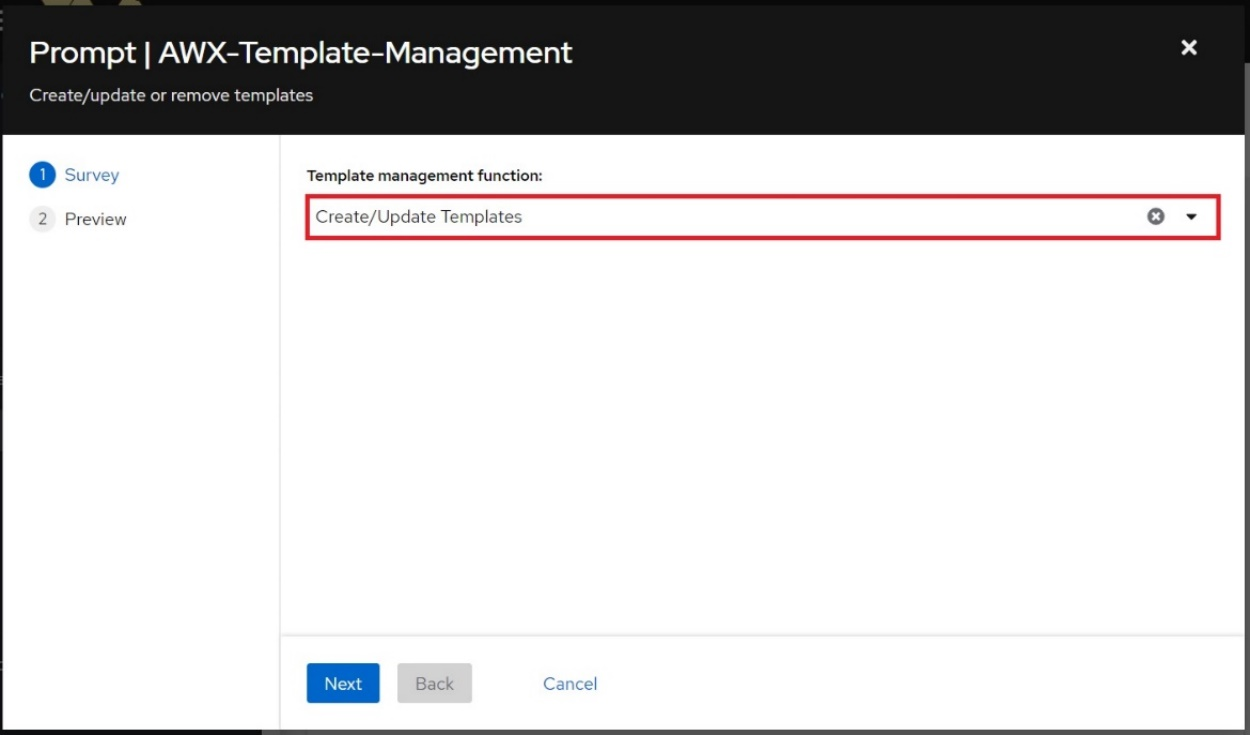 Prompt | AWX-Template-Management
Create/update or remove templates
1 Survey
2 Preview
Template management function:
Create/Update Templates
Next Back Cancel